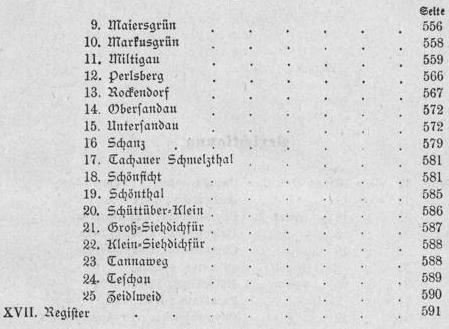 Seite
9. Maiersgrün . . . . . . 556
10. Markusgrün . . . . . . 558
11. Miltigau . . . . . . 559
12. Perlsberg . . . . . . 566
13. Rockendorf . . . . . . 567
14. Oberſandau . . . . . . 572
15. Unterſandau . . . . . . 572
16 Schanz . . . . . . 579
17. Tachauer Schmelzthal . . . . . 581
18. Schönficht . . . . . . 581
19. Schönthal . . . . . . 585
20. Schüttüber-Klein . . . . . 586
21. Groß-Siehdichfür . . . . . 587
22. Klein-Siehdichfür . . . . . 588
23 Tannaweg . . . . . . 588
24. Teſchau . . . . . . 589
25 Zeidlweid . . . . . . 590
XVII. Regiſter . . . . . . . 591